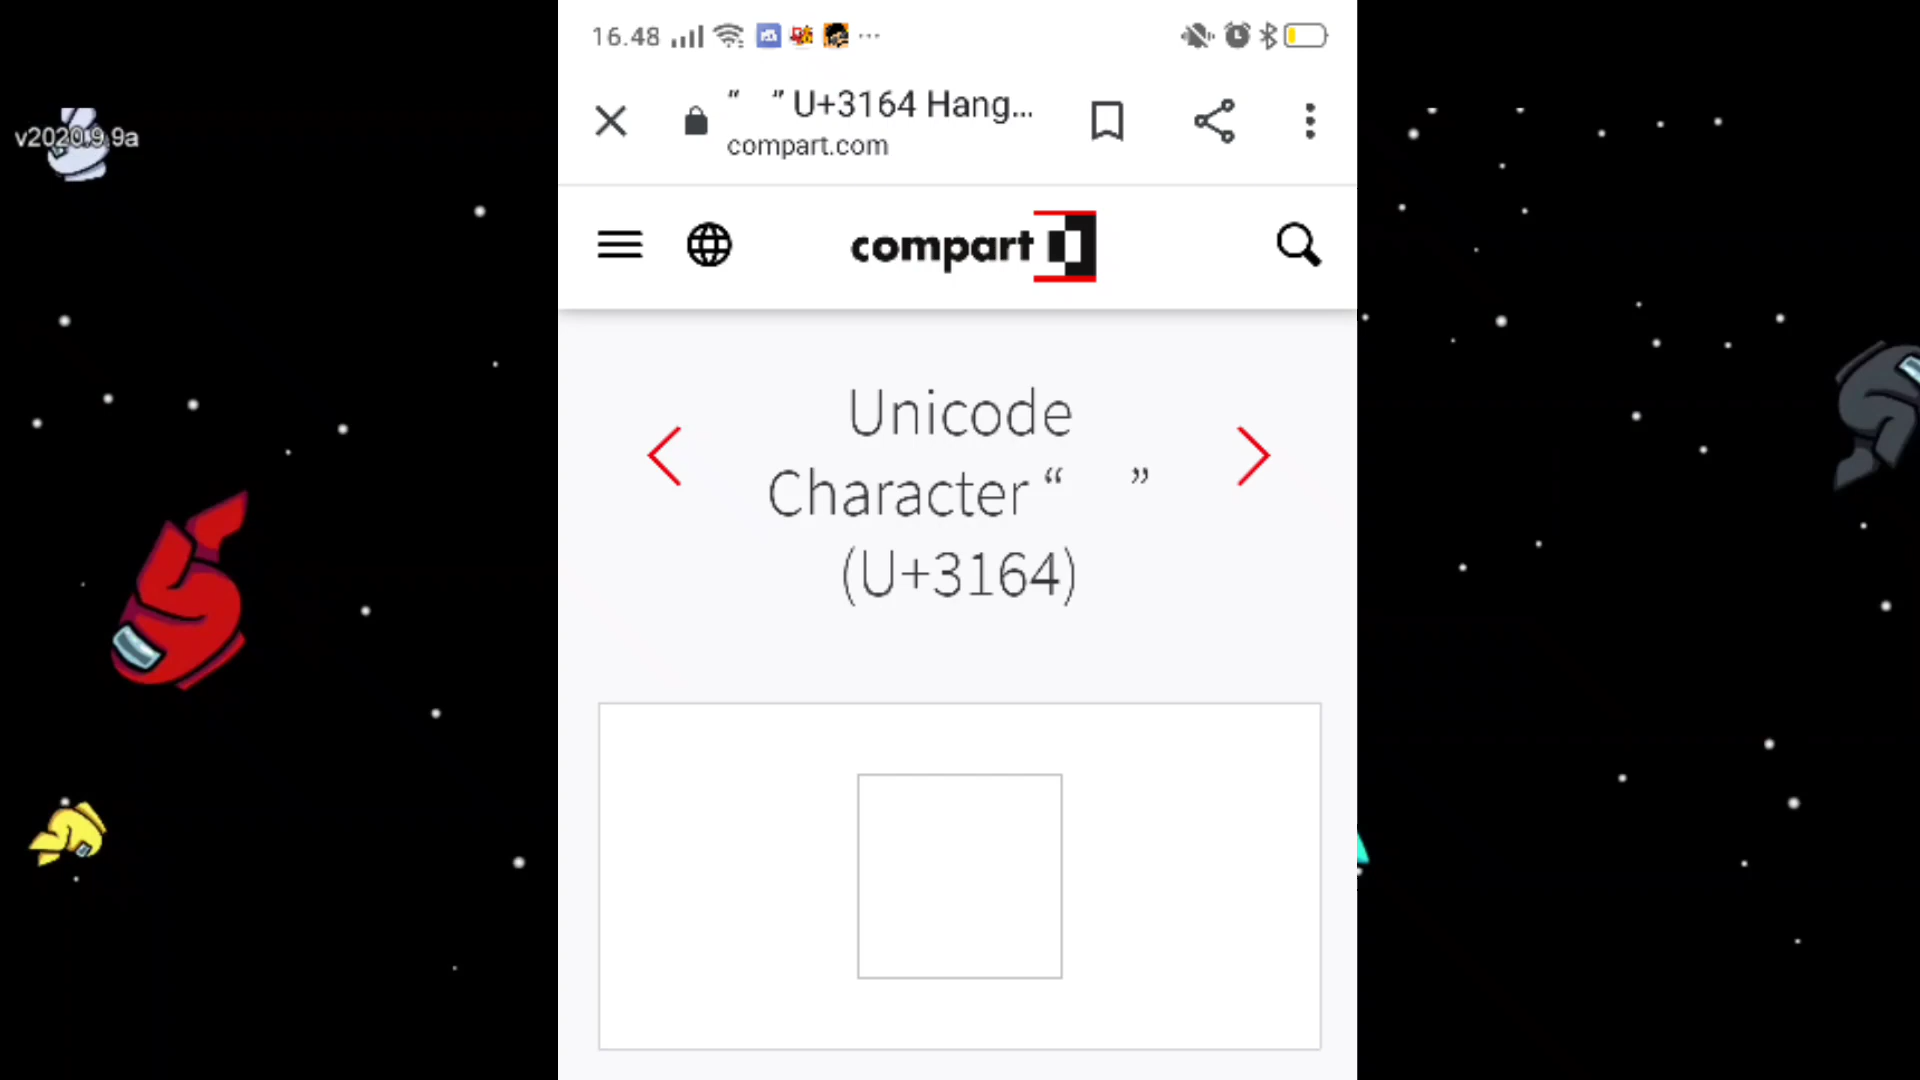 16.48
“ ” U+3164 Hang...
compart.com
v2020.9.9a
compart
Unicode
Character “ㅤ”
(U+3164)